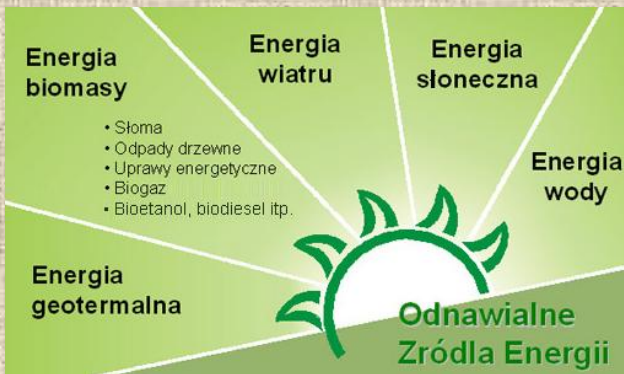 Energia
biomasy
• Słoma
• Odpady drzewne
• Uprawy energetyczne
• Biogaz
• Bioetanol, biodiesel itp.
Energia
wiatru
Energia
słoneczna
Energia
wody
Energia
geotermalna
Odnawialne
Zródla Energii